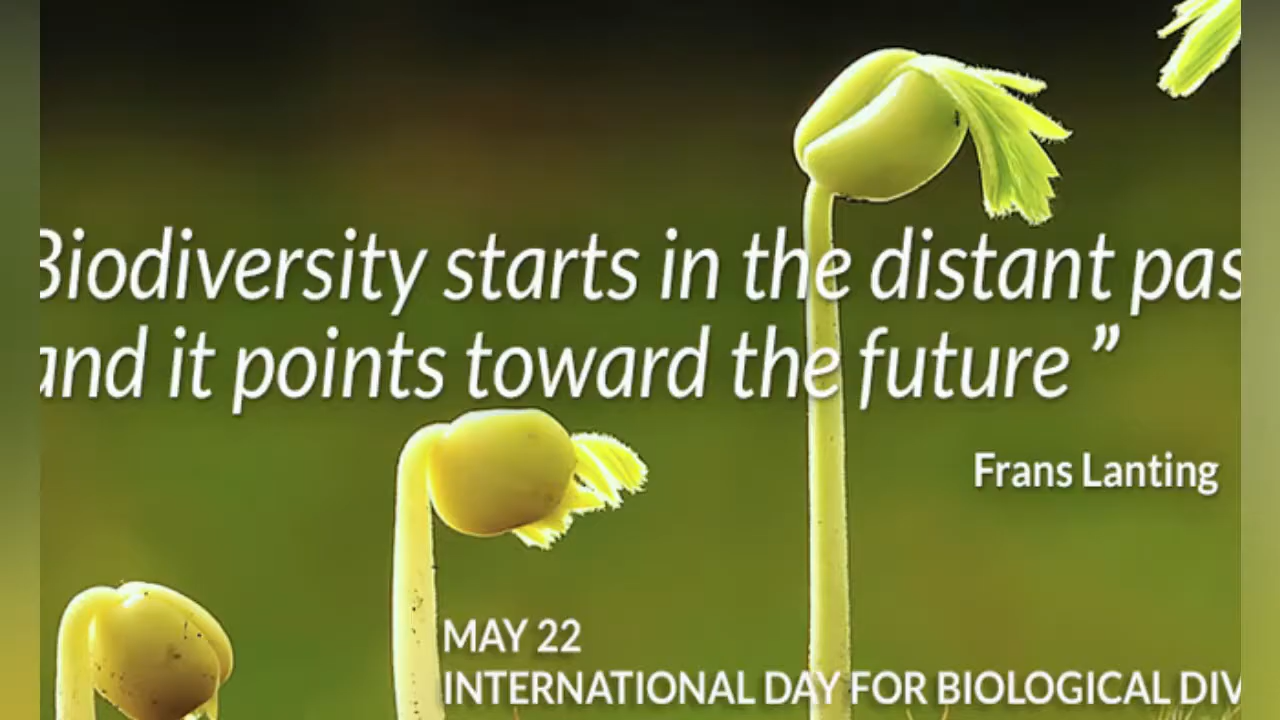 Biodiversity starts in the distant pas
and it points toward the future ”
Frans Lanting
MAY 22
INTERNATIONAL DAY FOR BIOLOGICAL DIV